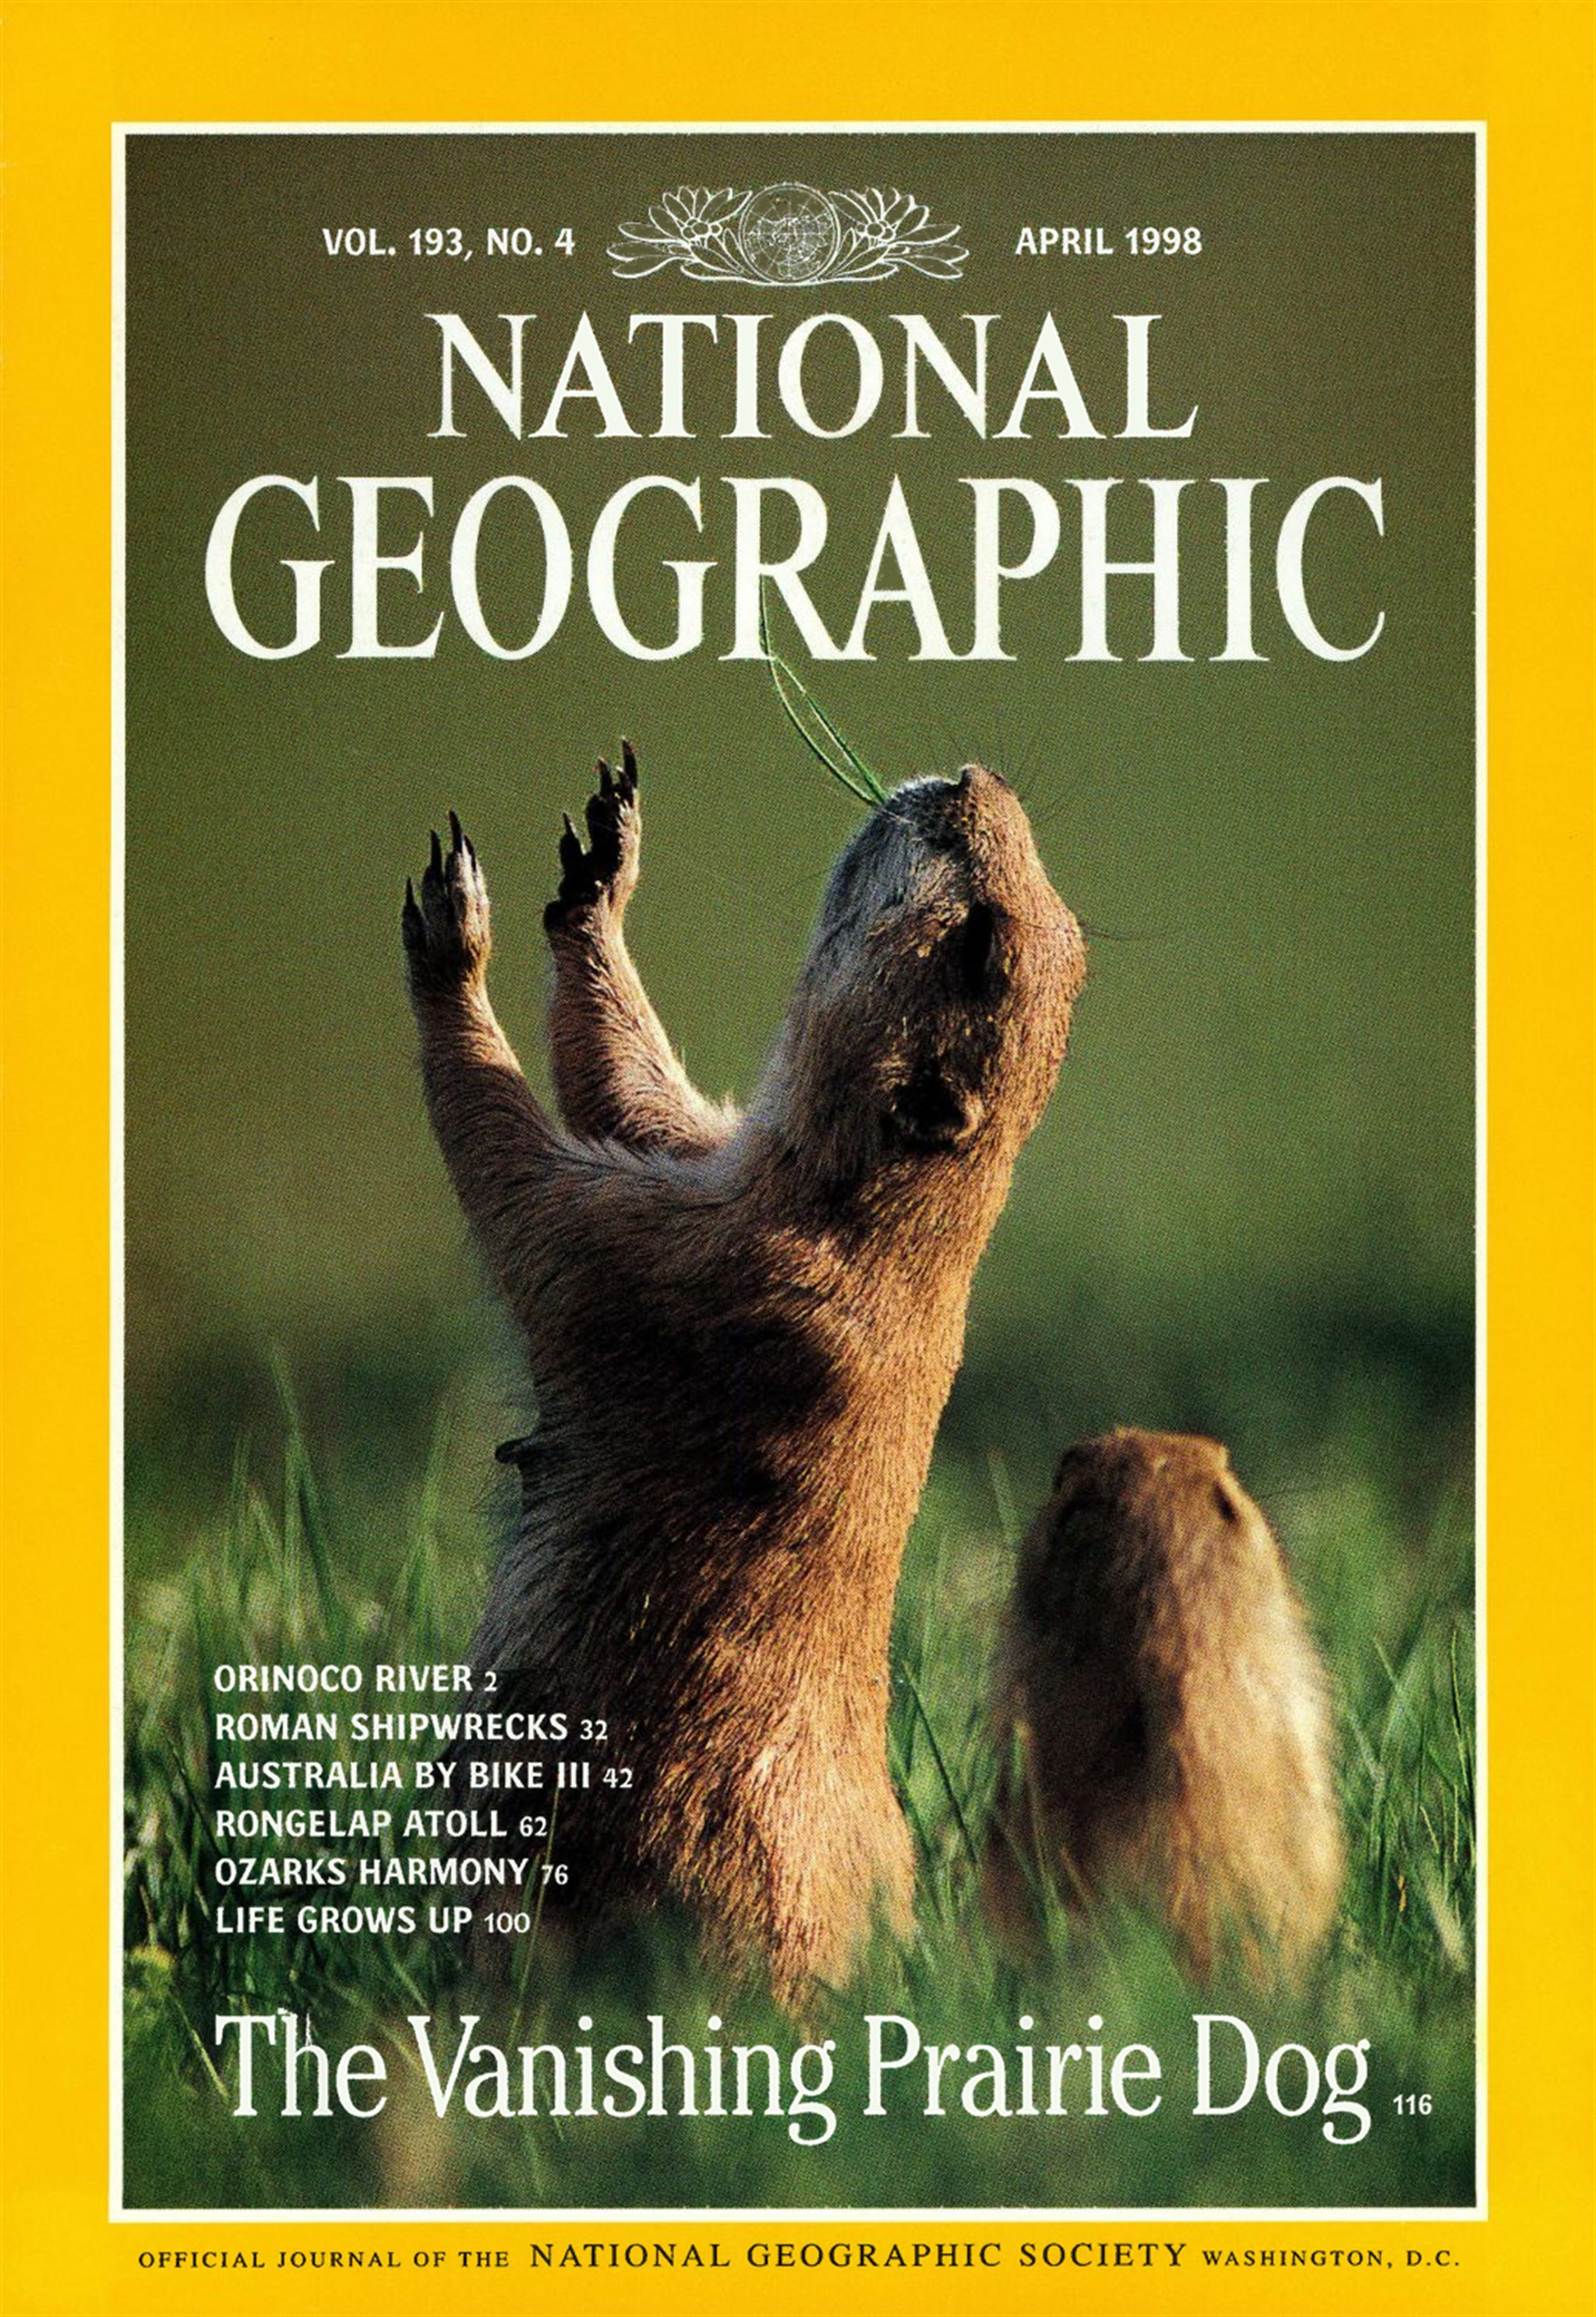 VOL. 193, NO. 4 APRIL 1998
NATIONAL
GEOGRAPHIC
ORINOCO RIVER 2
ROMAN SHIPWRECKS 32
AUSTRALIA BY BIKE III 42
RONGELAP ATOLL 62
OZARKS HARMONY 76
LIFE GROWS UP 100
The Vanishing Prairie Dog 116
OFFICIAL JOURNAL OF THE NATIONAL GEOGRAPHIC SOCIETY WASHINGTON, D.C.